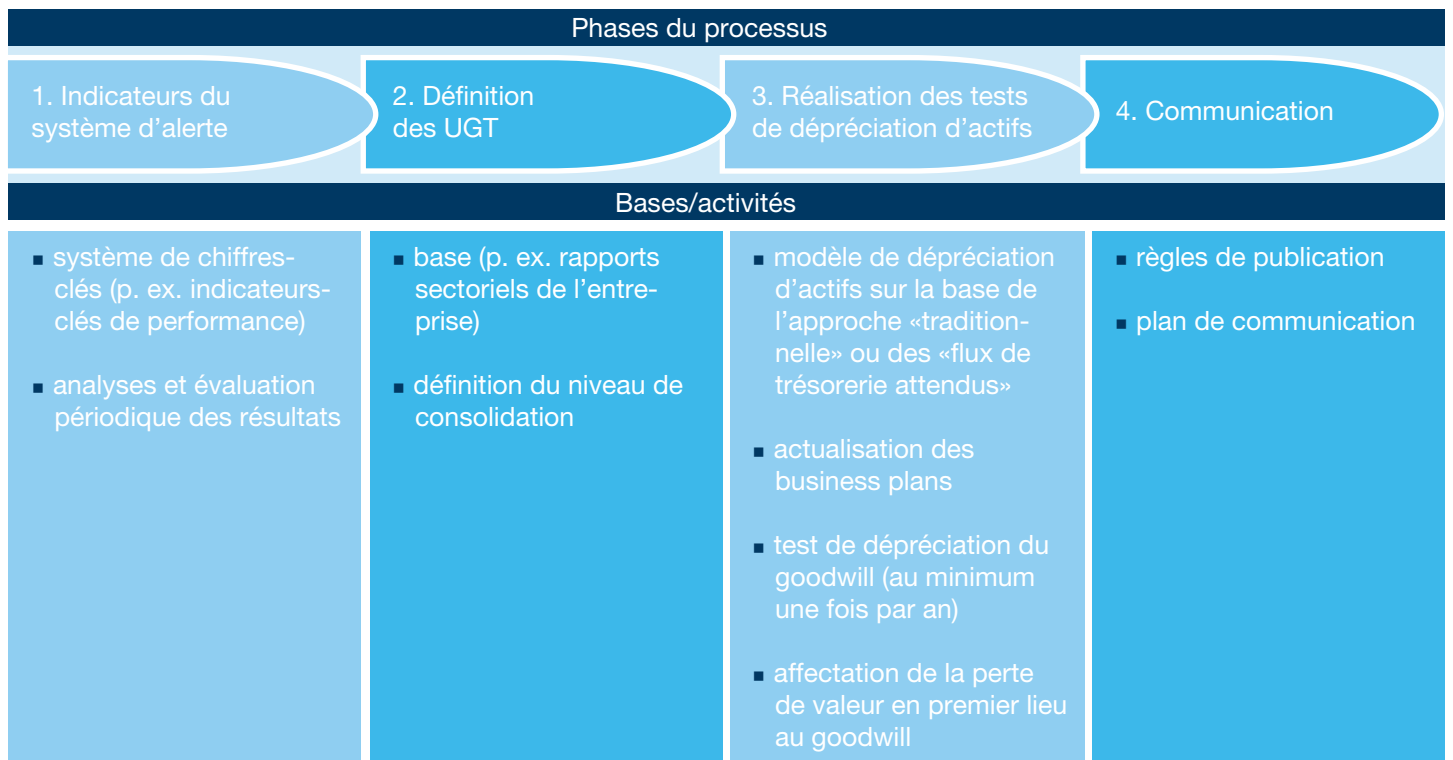 Phases du processus
1. Indicateurs du
système d’alerte
2. Définition
des UGT
3. Réalisation des tests
de dépréciation d’actifs
4. Communication
Bases/activités
■ système de chiffres-
clés (p. ex. indicateurs-
clés de performance)
■ analyses et évaluation
périodique des résultats
■ base (p. ex. rapports
sectoriels de l’entre-
prise)
■ définition du niveau de
consolidation
■ modèle de dépréciation
d’actifs sur la base de
l’approche «tradition-
nelle» ou des «flux de
trésorerie attendus»
■ actualisation des
business plans
■ test de dépréciation du
goodwill (au minimum
une fois par an)
■ affectation de la perte
de valeur en premier lieu
au goodwill
■ règles de publication
■ plan de communication